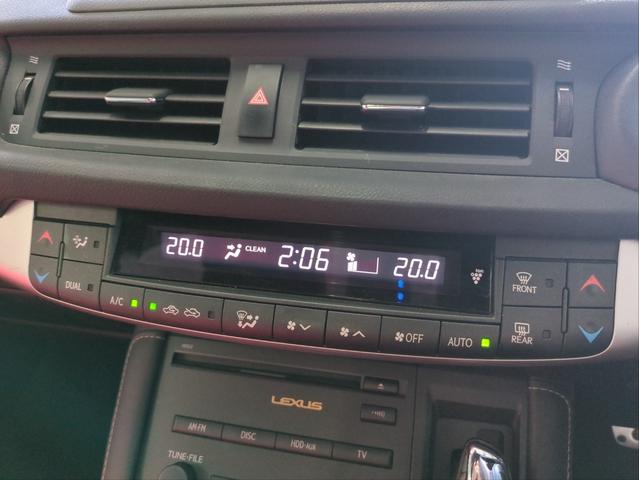 20.0 CLEAN 2:06 20.0
DUAL
A/C
OFF
AUTO
FRONT
REAR
LEXUS
AM·FM
DISC
HDD·AUX
TV
TUNE·FILE